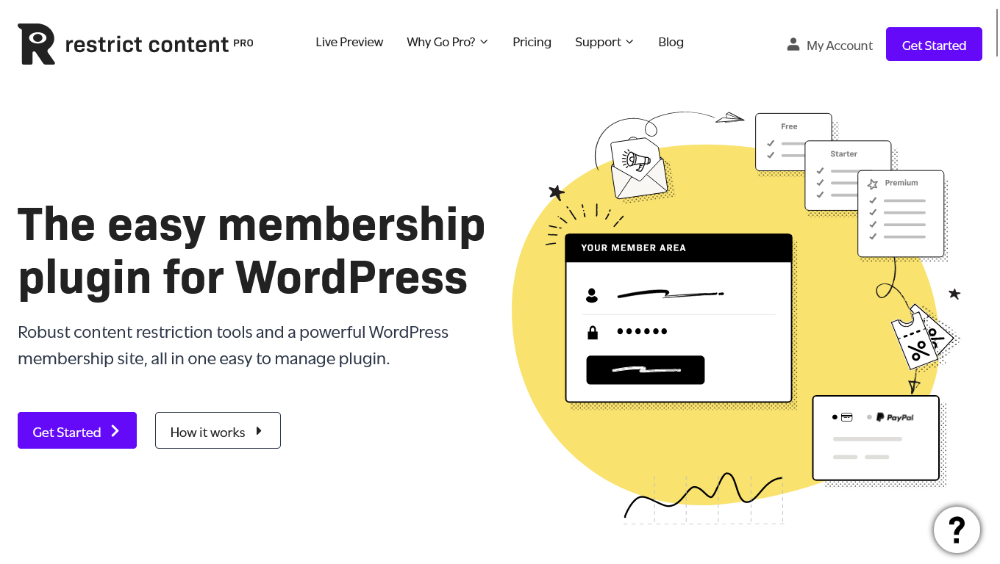 restrict content PRO
Live Preview
Why Go Pro?
Pricing
Support
Blog
My Account
Get Started
The easy membership
plugin for WordPress
Robust content restriction tools and a powerful WordPress
membership site, all in one easy to manage plugin.
Get Started
How it works
Free
Starter
Premium
YOUR MEMBER AREA
%
%
PayPal
?